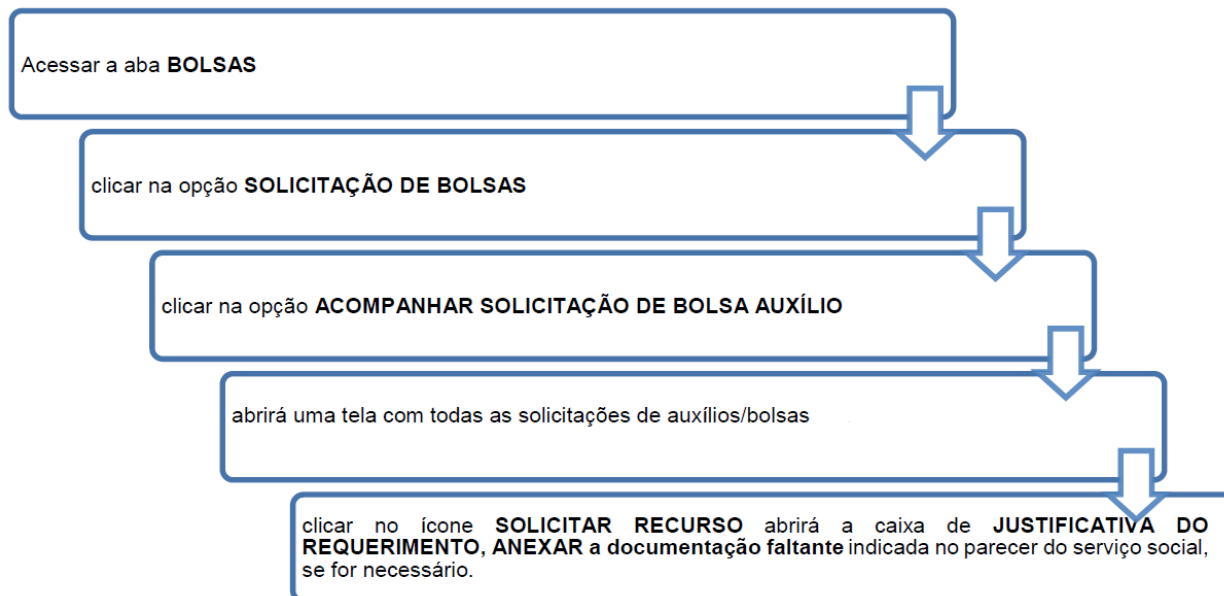 Acessar a aba BOLSAS
clicar na opção SOLICITAÇÃO DE BOLSAS
clicar na opção ACOMPANHAR SOLICITAÇÃO DE BOLSA AUXÍLIO
abrirá uma tela com todas as solicitações de auxílios/bolsas
clicar no ícone SOLICITAR RECURSO abrirá a caixa de JUSTIFICATIVA DO
REQUERIMENTO, ANEXAR a documentação faltante indicada no parecer do serviço social,
se for necessário.